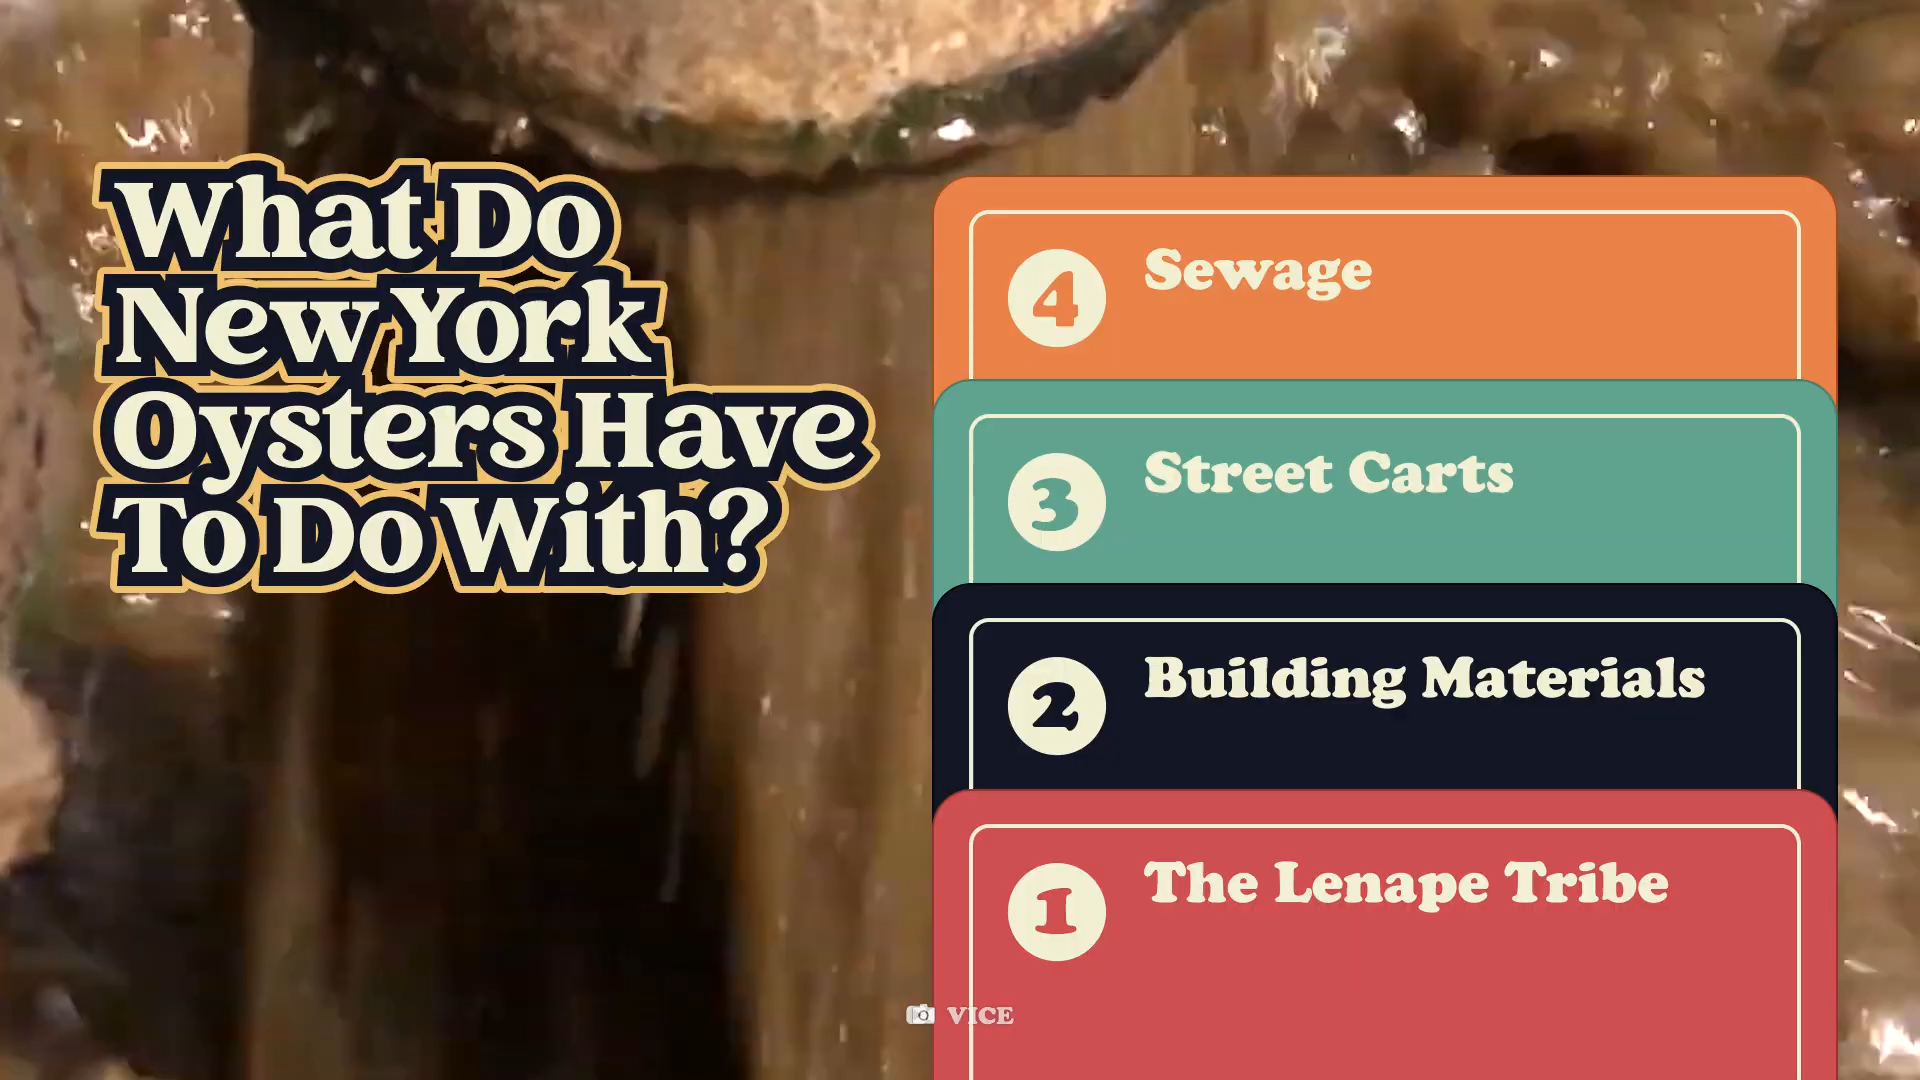 What Do
New York
Oysters Have
To Do With?
4 Sewage
3 Street Carts
2 Building Materials
1 The Lenape Tribe
VICE